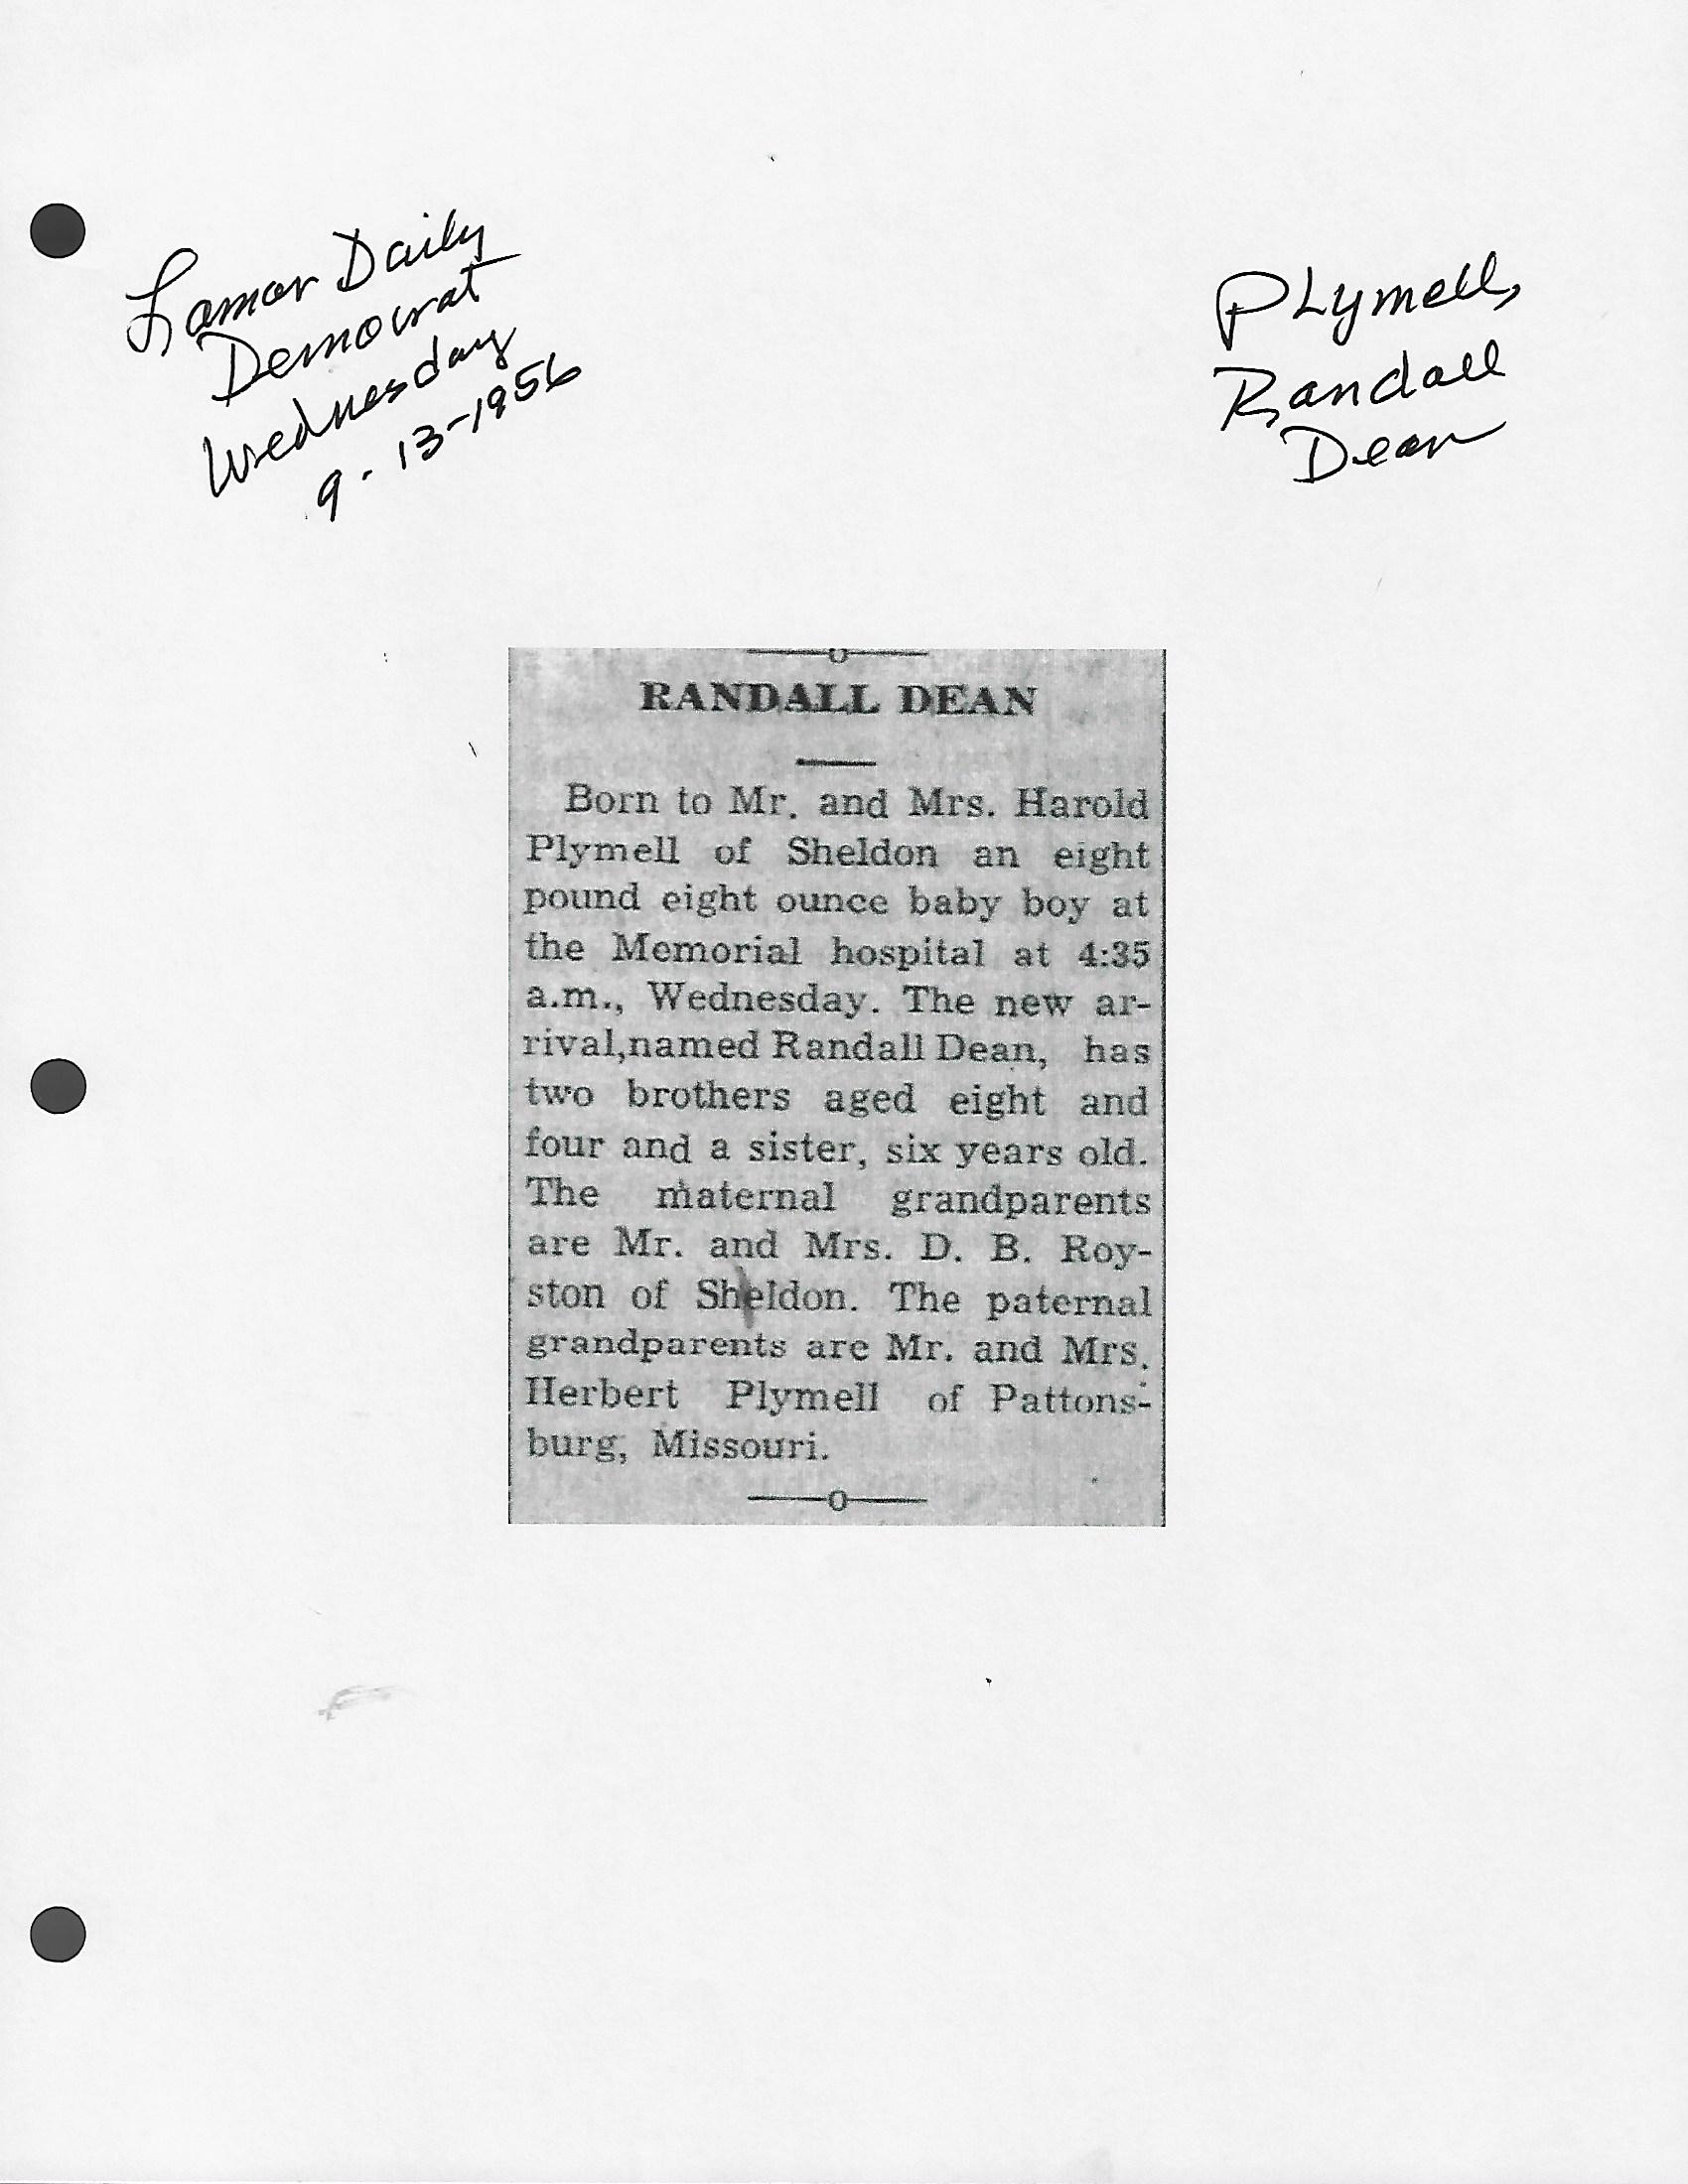 Lamar Daily
Democrat
Wednesday
9-13-1956
PLymell,
Randall
Dean
RANDALL DEAN
Born to Mr. and Mrs. Harold
Plymell of Sheldon an eight
pound eight ounce baby boy at
the Memorial hospital at 4:35
a.m., Wednesday. The new ar-
rival,named Randall Dean, has
two brothers aged eight and
four and a sister, six years old.
The maternal grandparents
are Mr. and Mrs. D. B. Roy-
ston of Sheldon. The paternal
grandparents are Mr. and Mrs.
Herbert Plymell of Pattons-
burg, Missouri.